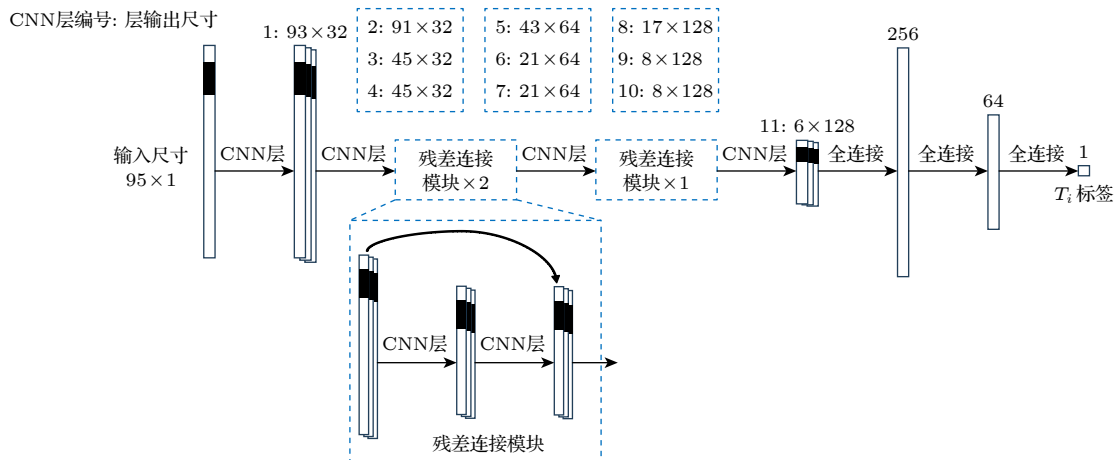 CNN层编号: 层输出尺寸
1: 93×32
2: 91×32
3: 45×32
4: 45×32
5: 43×64
6: 21×64
7: 21×64
8: 17×128
9: 8×128
10: 8×128
256
64
11: 6×128
1
输入尺寸
95×1
CNN层
CNN层
残差连接
模块×2
CNN层
残差连接
模块×1
CNN层
全连接
全连接
全连接
Ti 标签
CNN层
CNN层
残差连接模块